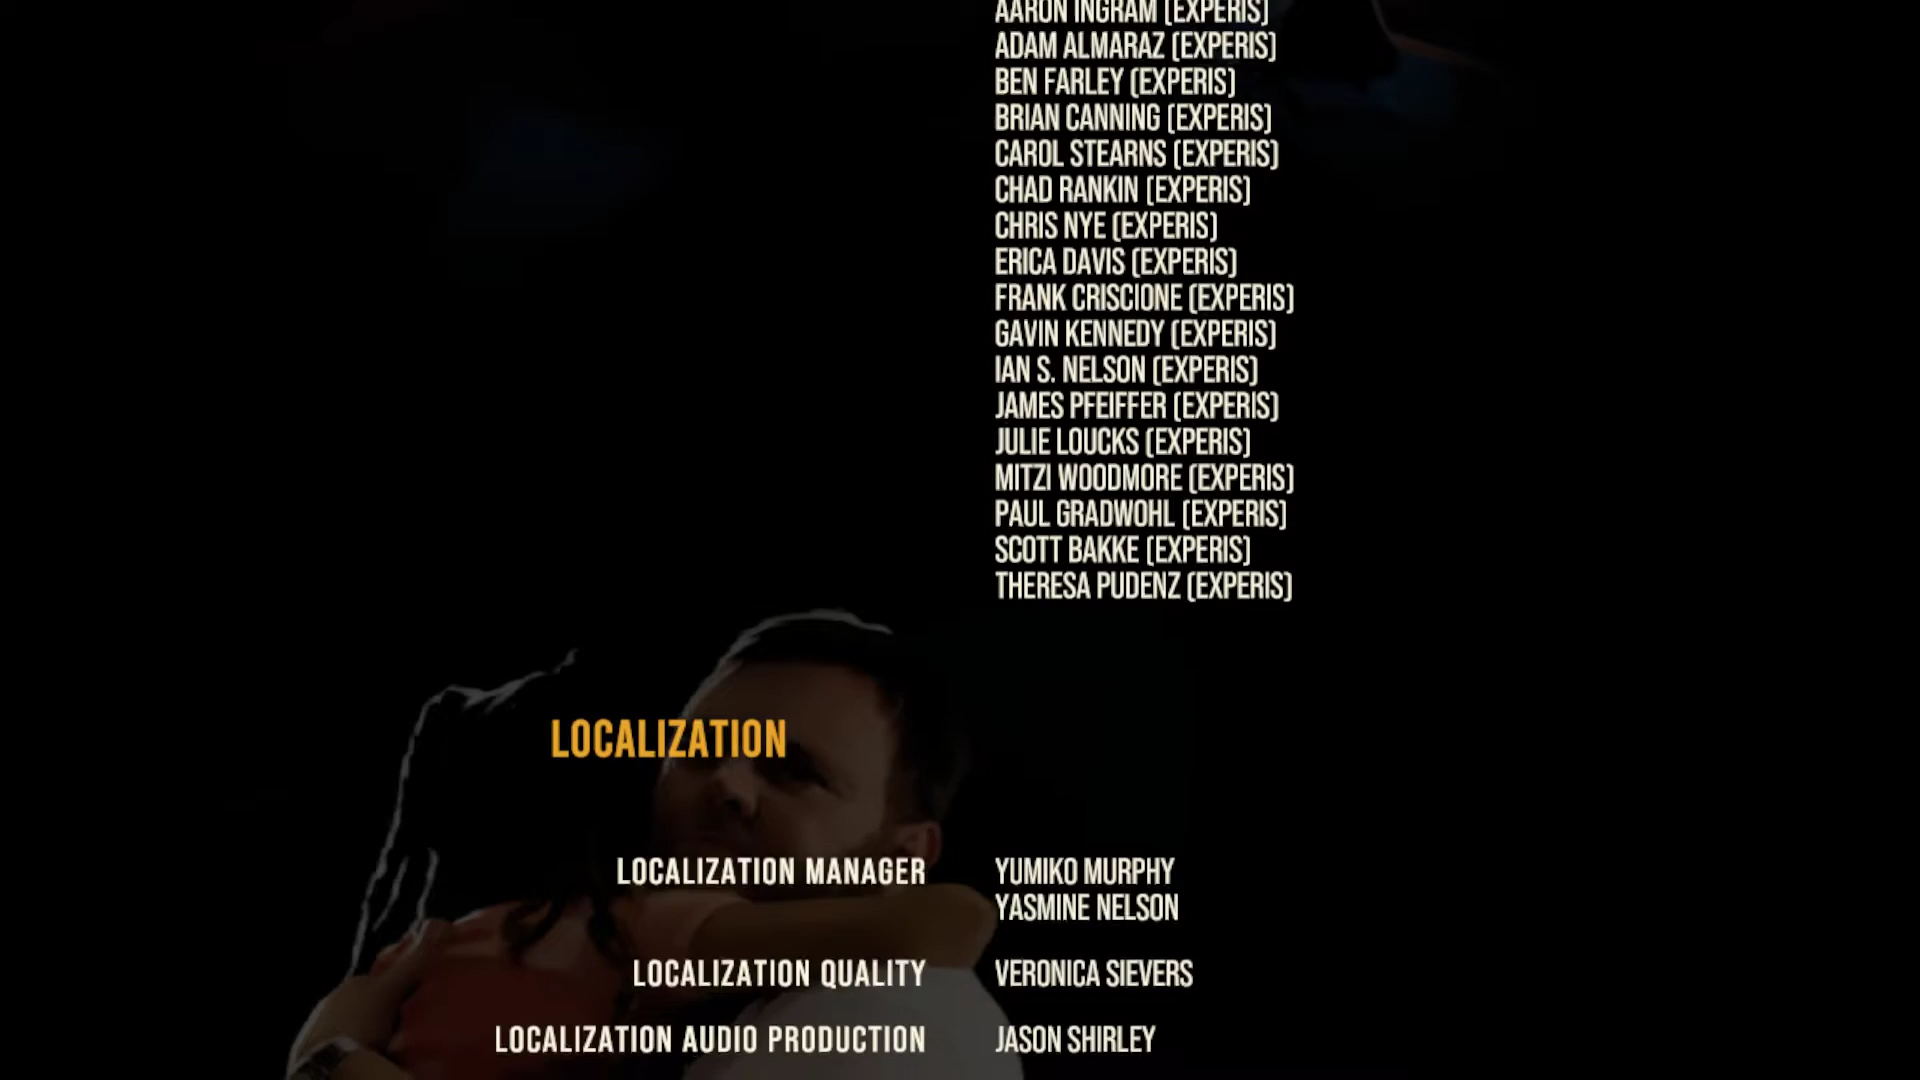 AARON INGRAM (EXPERIS)
ADAM ALMARAZ (EXPERIS)
BEN FARLEY (EXPERIS)
BRIAN CANNING (EXPERIS)
CAROL STEARNS (EXPERIS)
CHAD RANKIN (EXPERIS)
CHRIS NYE (EXPERIS)
ERICA DAVIS (EXPERIS)
FRANK CRISCIONE (EXPERIS)
GAVIN KENNEDY (EXPERIS)
IAN S. NELSON (EXPERIS)
JAMES PFEIFFER (EXPERIS)
JULIE LOUCKS (EXPERIS)
MITZI WOODMORE (EXPERIS)
PAUL GRADWOHL (EXPERIS)
SCOTT BAKKE (EXPERIS)
THERESA PUDENZ (EXPERIS)
LOCALIZATION
LOCALIZATION MANAGER YUMIKO MURPHY
YASMINE NELSON
LOCALIZATION QUALITY VERONICA SIEVERS
LOCALIZATION AUDIO PRODUCTION JASON SHIRLEY